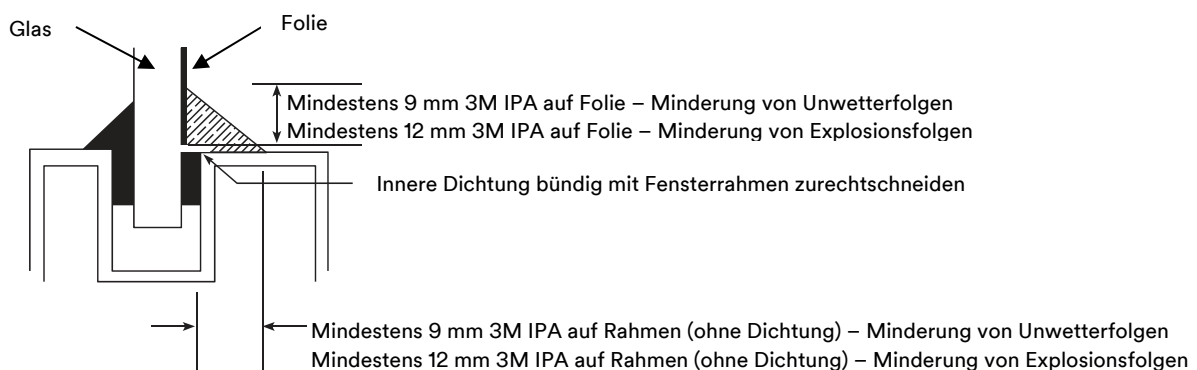 Glas
Folie
Mindestens 9 mm 3M IPA auf Folie – Minderung von Unwetterfolgen
Mindestens 12 mm 3M IPA auf Folie – Minderung von Explosionsfolgen
Innere Dichtung bündig mit Fensterrahmen zurechtschneiden
Mindestens 9 mm 3M IPA auf Rahmen (ohne Dichtung) – Minderung von Unwetterfolgen
Mindestens 12 mm 3M IPA auf Rahmen (ohne Dichtung) – Minderung von Explosionsfolgen